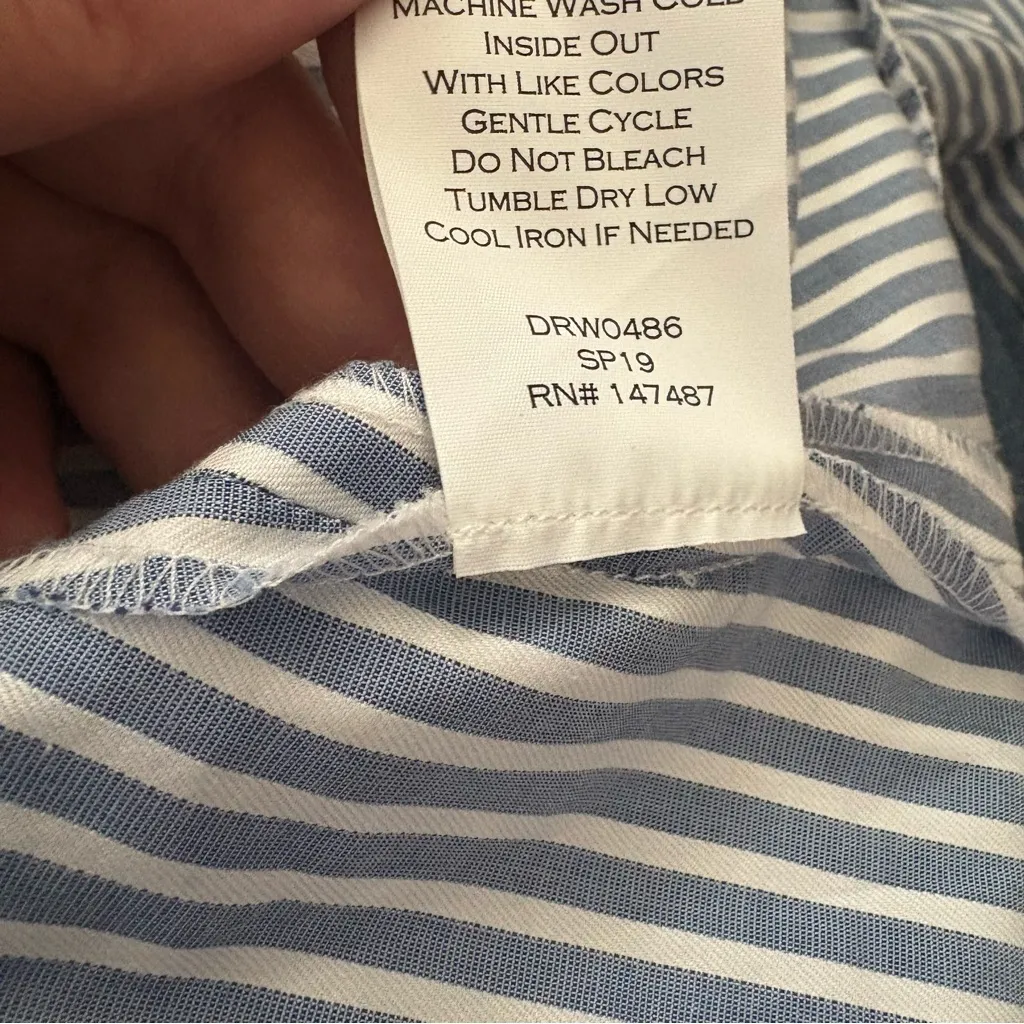 MACHINE WASH COLD
INSIDE OUT
WITH LIKE COLORS
GENTLE CYCLE
DO NOT BLEACH
TUMBLE DRY LOW
COOL IRON IF NEEDED
DRW0486
SP19
RN# 147487